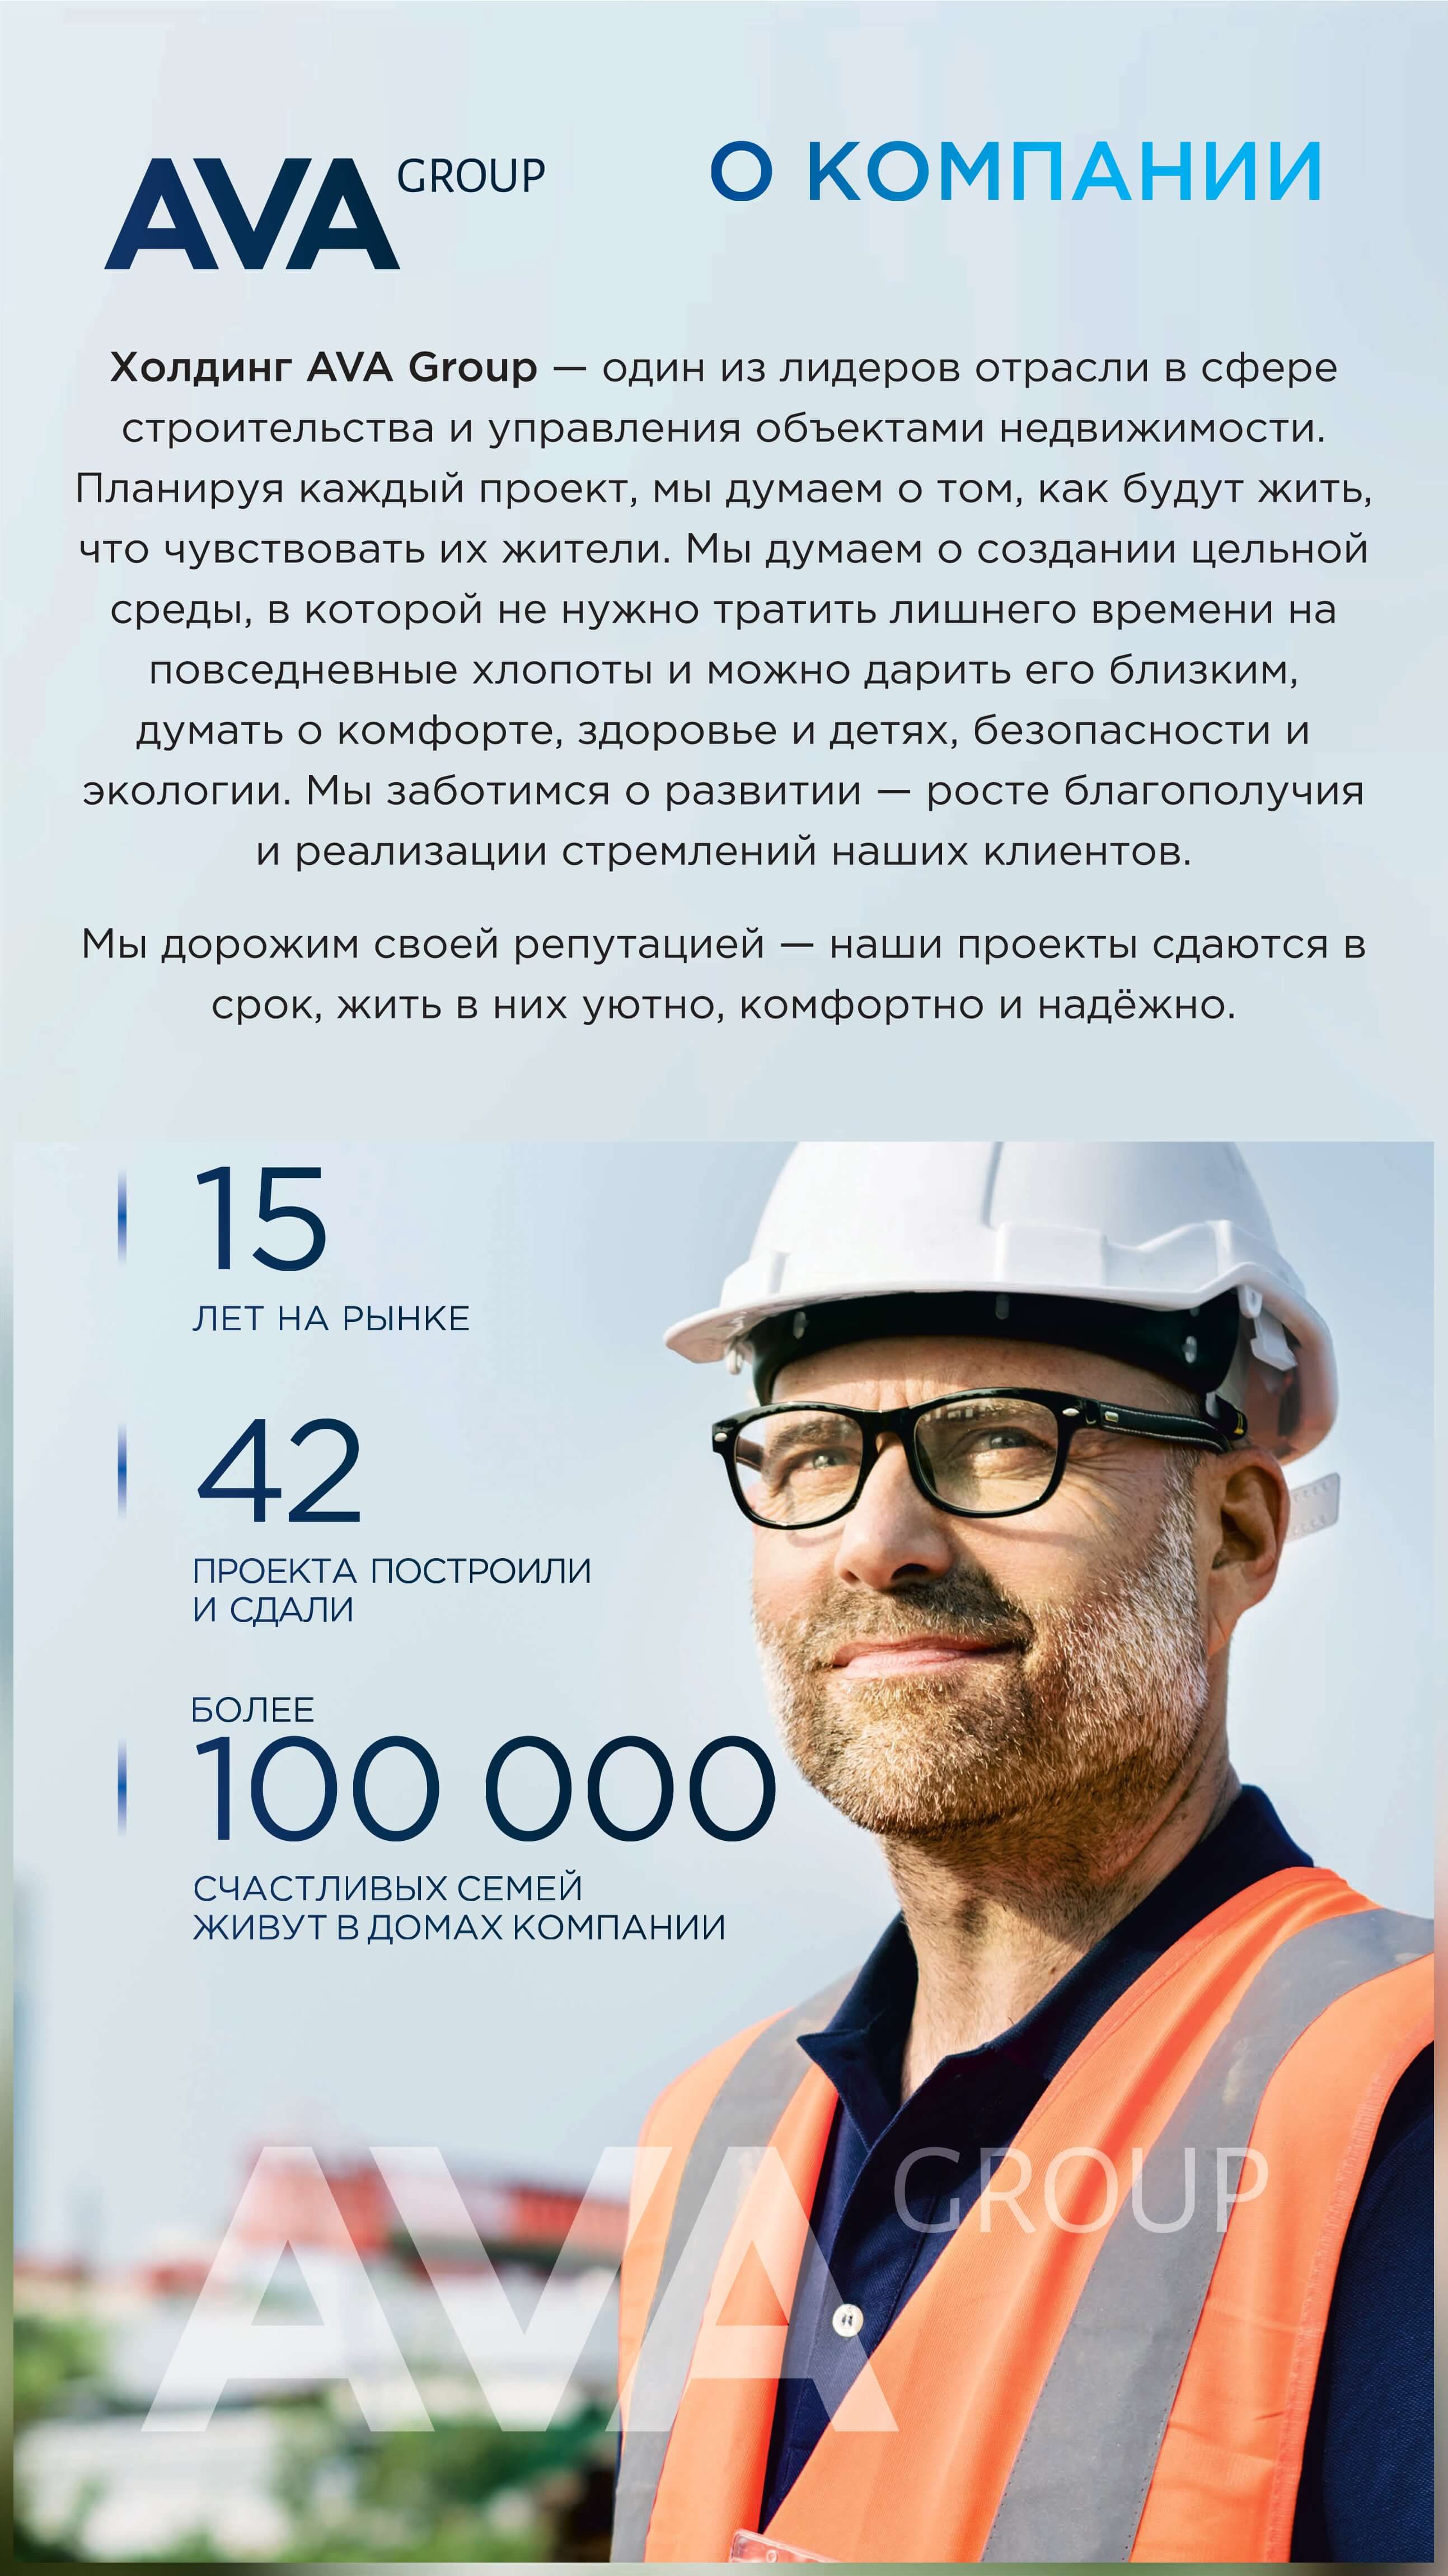 AVA GROUP
О КОМПАНИИ
Холдинг AVA Group — один из лидеров отрасли в сфере
строительства и управления объектами недвижимости.
Планируя каждый проект, мы думаем о том, как будут жить,
что чувствовать их жители. Мы думаем о создании цельной
среды, в которой не нужно тратить лишнего времени на
повседневные хлопоты и можно дарить его близким,
думать о комфорте, здоровье и детях, безопасности и
экологии. Мы заботимся о развитии — росте благополучия
и реализации стремлений наших клиентов.
Мы дорожим своей репутацией — наши проекты сдаются в
срок, жить в них уютно, комфортно и надёжно.
15
ЛЕТ НА РЫНКЕ
42
ПРОЕКТА ПОСТРОИЛИ
И СДАЛИ
БОЛЕЕ
100 000
СЧАСТЛИВЫХ СЕМЕЙ
ЖИВУТ В ДОМАХ КОМПАНИИ
AVA GROUP